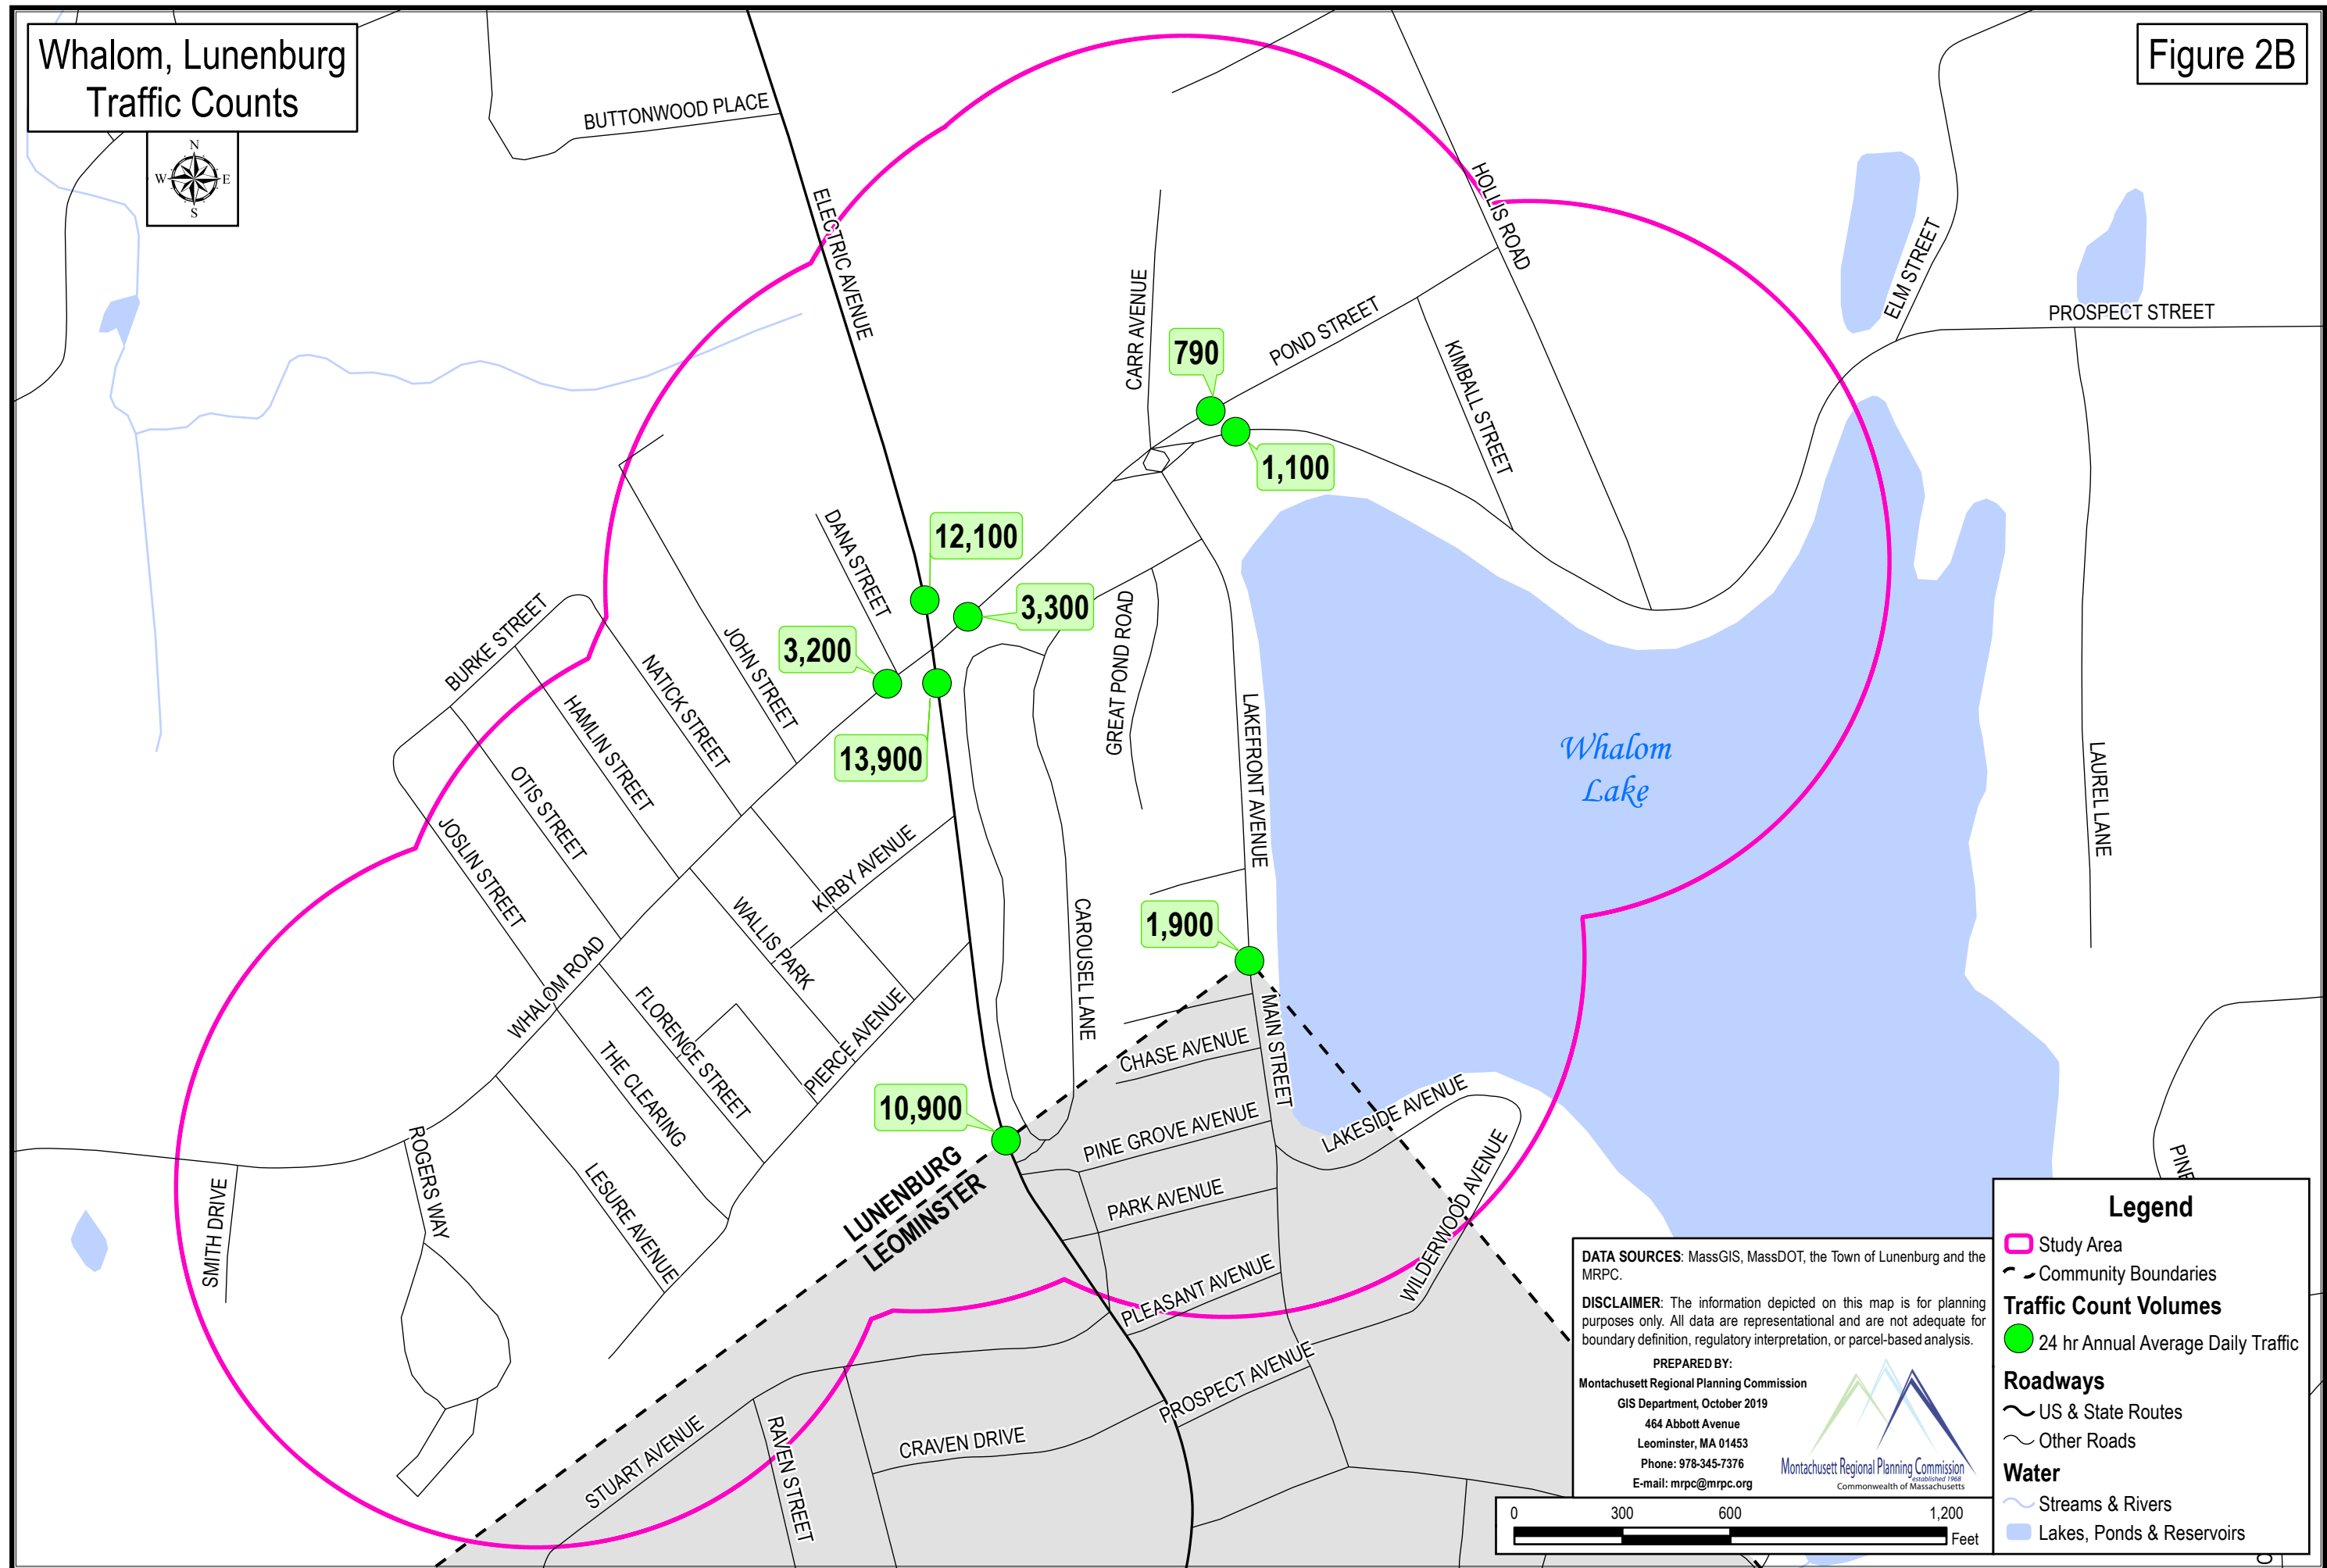 Whalom, Lunenburg
Traffic Counts
Figure 2B
N
W
E
S
BUTTONWOOD PLACE
ELECTRIC AVENUE
HOLLIS ROAD
ELM STREET
PROSPECT STREET
CARR AVENUE
POND STREET
KIMBALL STREET
790
1,100
12,100
DANA STREET
3,300
3,200
JOHN STREET
BURKE STREET
NATICK STREET
HAMLIN STREET
GREAT POND ROAD
LAKEFRONT AVENUE
13,900
Whalom
Lake
LAUREL LANE
OTIS STREET
JOSLIN STREET
KIRBY AVENUE
WALLIS PARK
CAROUSEL LANE
1,900
WHALOM ROAD
FLORENCE STREET
PIERCE AVENUE
THE CLEARING
MAIN STREET
CHASE AVENUE
10,900
PINE GROVE AVENUE
LAKESIDE AVENUE
LUNENBURG
LEOMINSTER
ROGERS WAY
SMITH DRIVE
LESURE AVENUE
PARK AVENUE
WILDERWOOD AVENUE
PINE
PLEASANT AVENUE
PROSPECT AVENUE
STUART AVENUE
RAVEN STREET
CRAVEN DRIVE
DATA SOURCES: MassGIS, MassDOT, the Town of Lunenburg and the
MRPC.
DISCLAIMER: The information depicted on this map is for planning
purposes only. All data are representational and are not adequate for
boundary definition, regulatory interpretation, or parcel-based analysis.
PREPARED BY:
Montachusett Regional Planning Commission
GIS Department, October 2019
464 Abbott Avenue
Leominster, MA 01453
Phone: 978-345-7376
E-mail: mrpc@mrpc.org
Montachusett Regional Planning Commission
established 1968
Commonwealth of Massachusetts
0 300 600 1,200
Feet
Legend
Study Area
Community Boundaries
Traffic Count Volumes
24 hr Annual Average Daily Traffic
Roadways
US & State Routes
Other Roads
Water
Streams & Rivers
Lakes, Ponds & Reservoirs